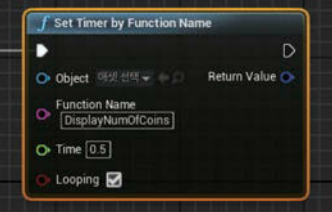 f Set Timer by Function Name
Object 애셋 선택 Return Value
Function Name
DisplayNumOfCoins
Time 0.5
Looping